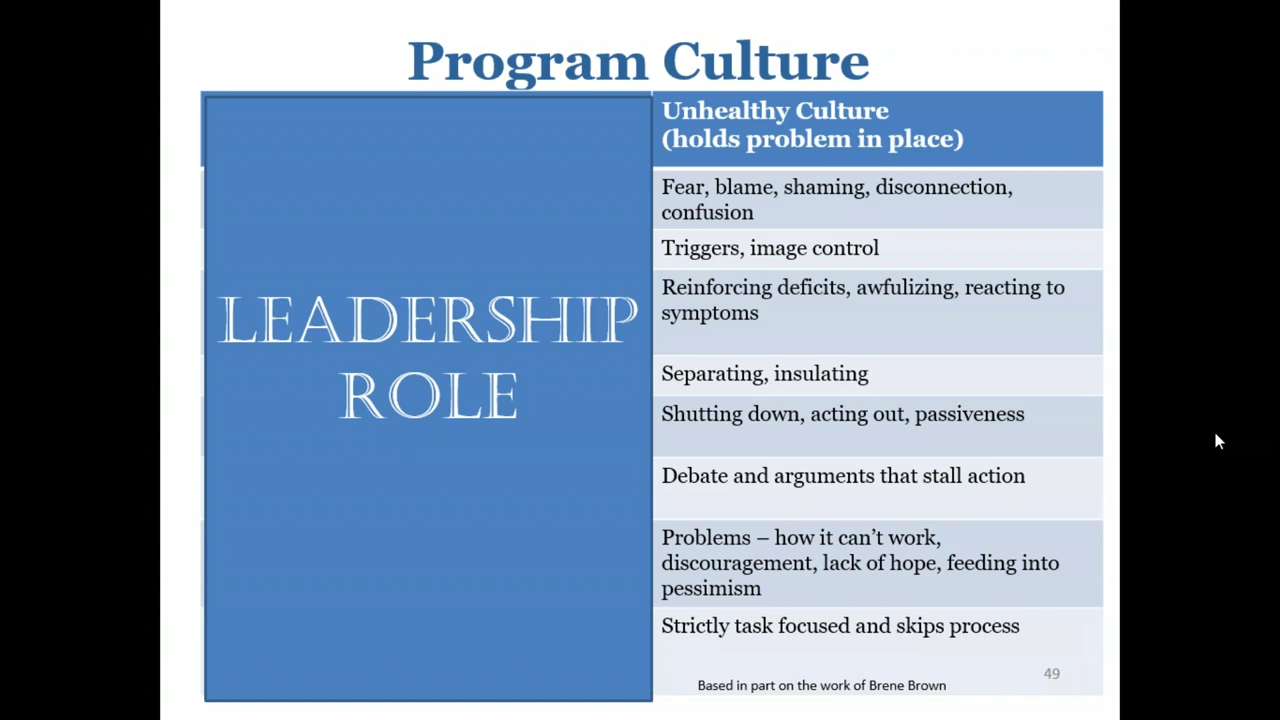 Program Culture
LEADERSHIP
ROLE
Unhealthy Culture
(holds problem in place)
Fear, blame, shaming, disconnection,
confusion
Triggers, image control
Reinforcing deficits, awfulizing, reacting to
symptoms
Separating, insulating
Shutting down, acting out, passiveness
Debate and arguments that stall action
Problems – how it can’t work,
discouragement, lack of hope, feeding into
pessimism
Strictly task focused and skips process
49
Based in part on the work of Brene Brown